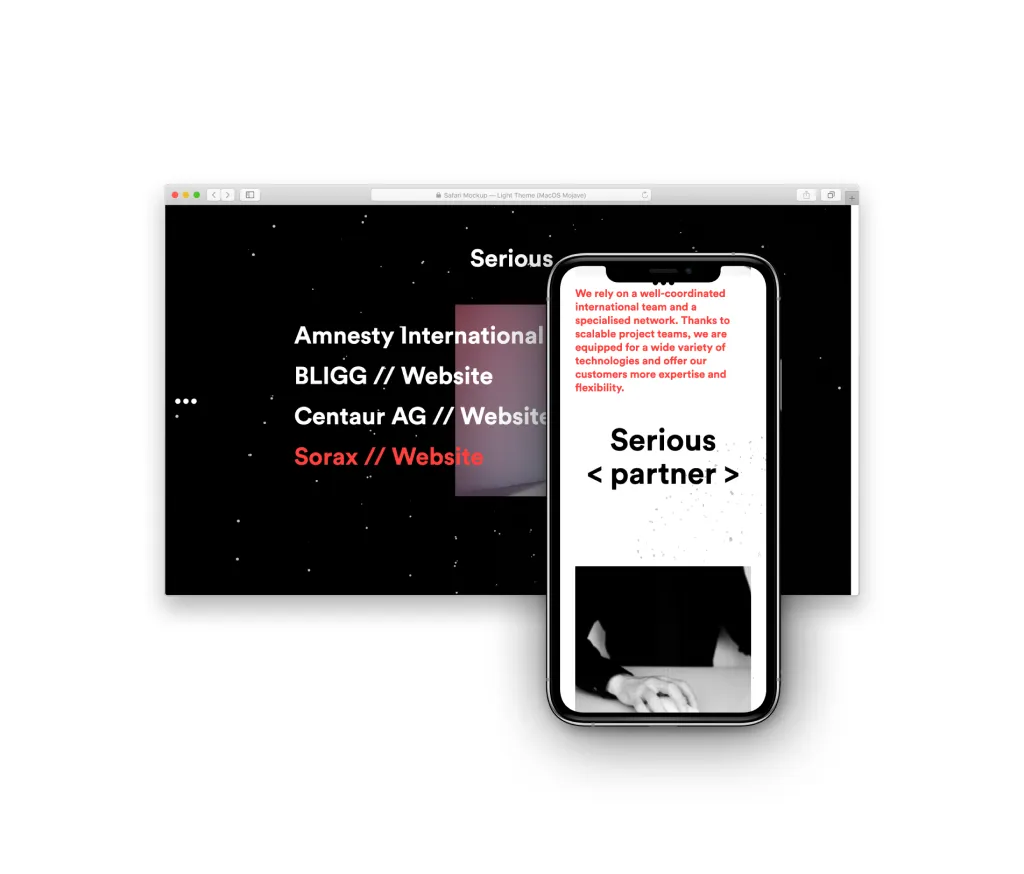 Safari Mockup — Light Theme (MacOS Mojave)
Serious
Amnesty International
BLIGG // Website
Centaur AG // Website
Sorax // Website
We rely on a well-coordinated
international team and a
specialised network. Thanks to
scalable project teams, we are
equipped for a wide variety of
technologies and offer our
customers more expertise and
flexibility.
Serious
< partner >